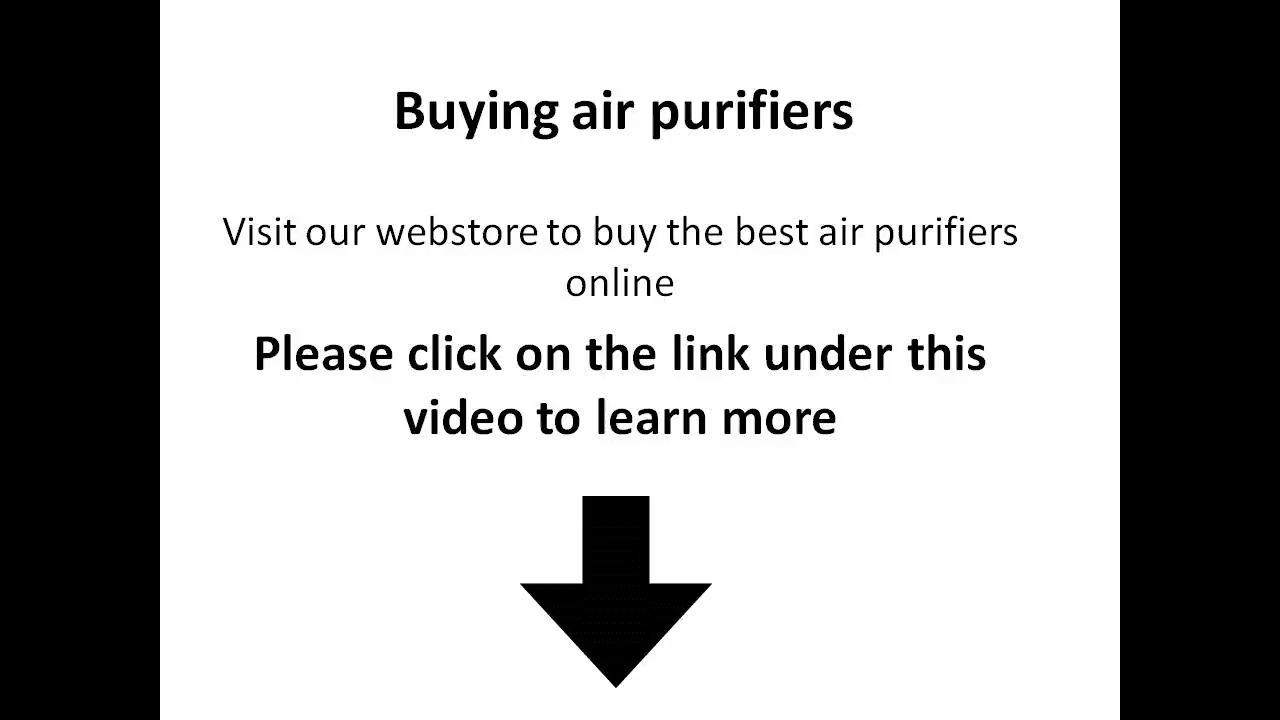 Buying air purifiers
Visit our webstore to buy the best air purifiers
online
Please click on the link under this
video to learn more